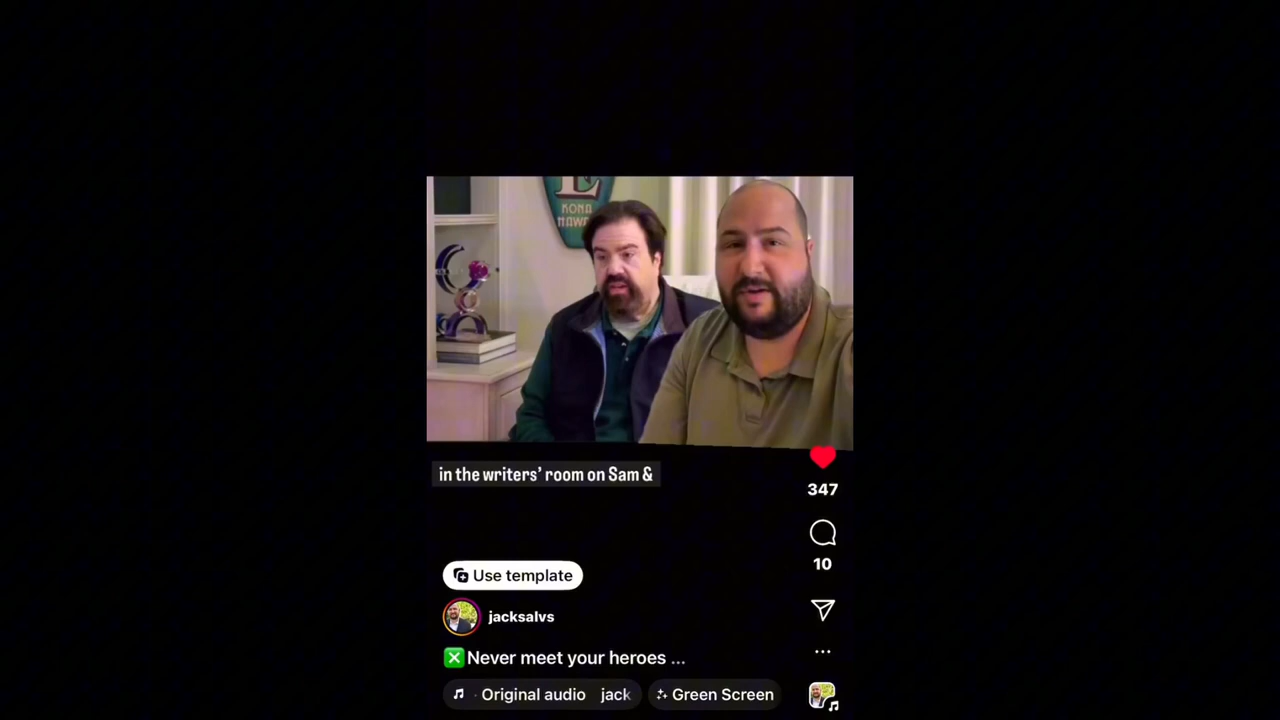 KONA
in the writers' room on Sam &
347
10
Use template
jacksalvs
Never meet your heroes ...
Original audio jack
Green Screen